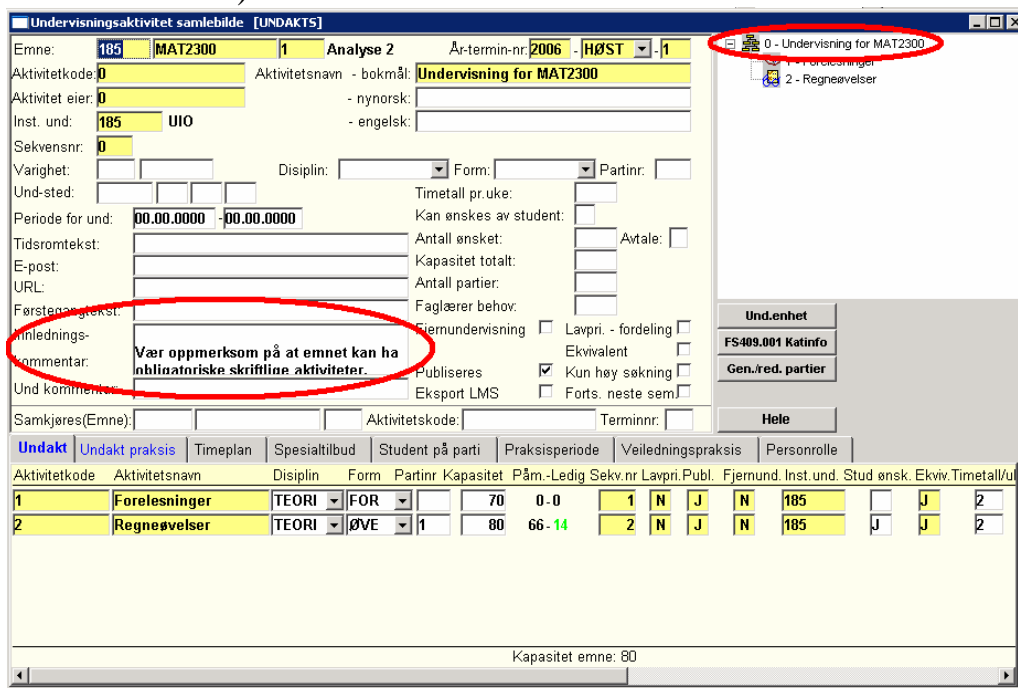 Undervisningsaktivitet samlebilde [UNDAKTS]
Emne: 185 MAT2300 1 Analyse 2 År-termin-nr: 2006 - HØST - 1
Aktivitetkode: 0 Aktivitetsnavn - bokmål: Undervisning for MAT2300
Aktivitet eier: 0 - nynorsk:
Inst. und: 185 UIO - engelsk:
Sekvensnr: 0
Varighet: Disiplin: Form: Partinr:
Und-sted: Timetall pr.uke:
Periode for und: 00.00.0000 - 00.00.0000 Kan ønskes av student:
Tidsromtekst: Antall ønsket: Avtale:
E-post: Kapasitet totalt:
URL: Antall partier:
Førstegangtekst: Faglærer behov:
Innlednings- Fjernundervisning Lavpri. - fordeling
kommentar: Vær oppmerksom på at emnet kan ha Ekvivalent
obligatoriske skriftlige aktiviteter. Publiseres Kun høy søkning
Und kommentar: Eksport LMS Forts. neste sem.
Samkjøres(Emne): Aktivitetskode: Terminnr:
0 - Undervisning for MAT2300
1 - Forelesninger
2 - Regneøvelser
Und.enhet
FS409.001 Katinfo
Gen./red. partier
Hele
Undakt Undakt praksis Timeplan Spesialtilbud Student på parti Praksisperiode Veiledningspraksis Personrolle
Aktivitetkode Aktivitetsnavn Disiplin Form Partinr Kapasitet Påm.-Ledig Sekv.nr Lavpri. Publ. Fjernund. Inst.und. Stud ønsk. Ekviv. Timetall/u
1 Forelesninger TEORI FOR 70 0-0 1 N J N 185 J 2
2 Regneøvelser TEORI ØVE 1 80 66-14 2 N J N 185 J J 2
Kapasitet emne: 80